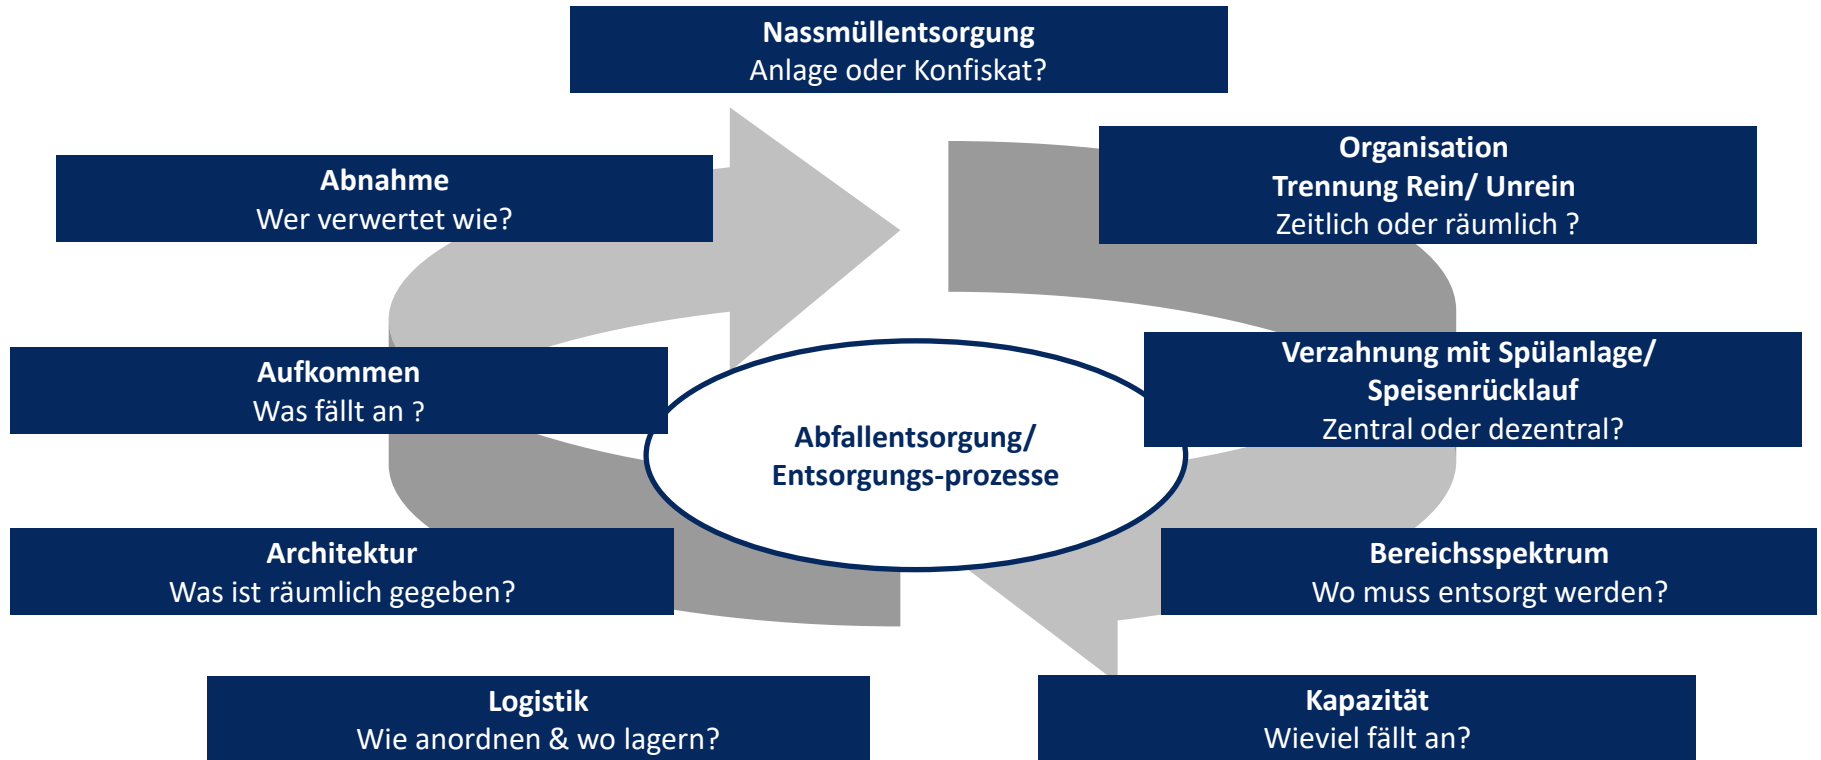 Nassmüllentsorgung
Anlage oder Konfiskat?
Organisation
Trennung Rein/ Unrein
Zeitlich oder räumlich ?
Abnahme
Wer verwertet wie?
Verzahnung mit Spülanlage/
Speisenrücklauf
Zentral oder dezentral?
Aufkommen
Was fällt an ?
Abfallentsorgung/
Entsorgungs-prozesse
Architektur
Was ist räumlich gegeben?
Bereichsspektrum
Wo muss entsorgt werden?
Logistik
Wie anordnen & wo lagern?
Kapazität
Wieviel fällt an?